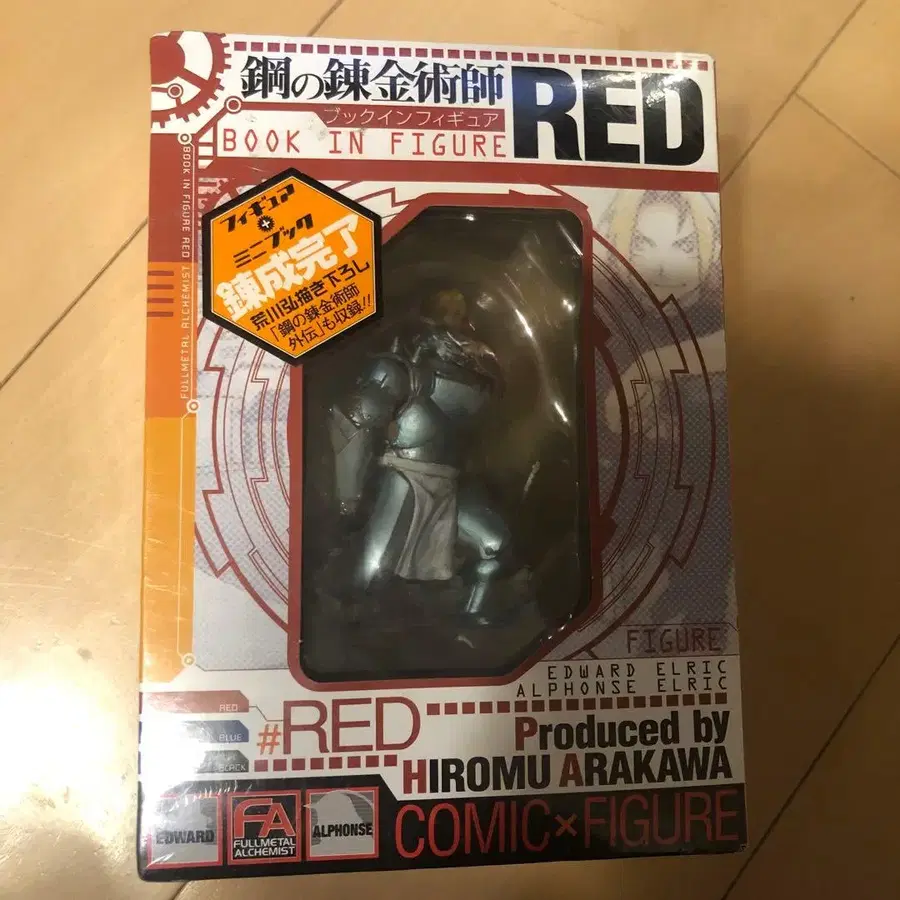 鋼の錬金術師
RED
ブックインフィギュア
BOOK IN FIGURE
BOOK IN FIGURE RED
FULLMETAL ALCHEMIST
フィギュア
+
ミニブック
錬成完了
荒川弘描き下ろし
「鋼の錬金術師
外伝」も収録!!
FIGURE
EDWARD ELRIC
ALPHONSE ELRIC
RED
BLUE
BLACK
#RED
Produced by
HIROMU ARAKAWA
EDWARD
FA
FULLMETAL
ALCHEMIST
ALPHONSE
COMIC×FIGURE